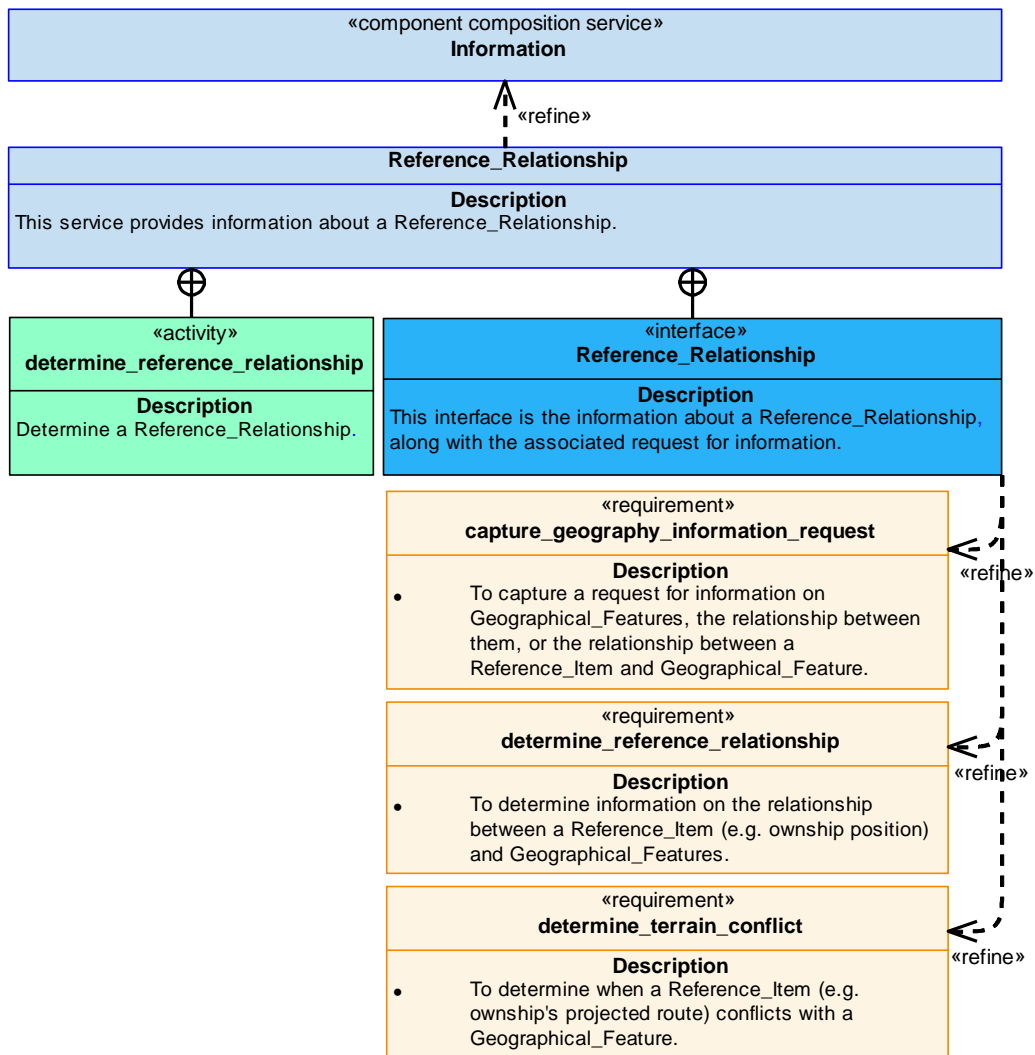 «component composition service»
Information
«refine»
Reference_Relationship
Description
This service provides information about a Reference_Relationship.
«activity»
determine_reference_relationship
Description
Determine a Reference_Relationship.
«interface»
Reference_Relationship
Description
This interface is the information about a Reference_Relationship,
along with the associated request for information.
«requirement»
capture_geography_information_request
Description
• To capture a request for information on
Geographical_Features, the relationship between
them, or the relationship between a
Reference_Item and Geographical_Feature.
«refine»
«requirement»
determine_reference_relationship
Description
• To determine information on the relationship
between a Reference_Item (e.g. ownship position)
and Geographical_Features.
«refine»
«requirement»
determine_terrain_conflict
Description
• To determine when a Reference_Item (e.g.
ownship's projected route) conflicts with a
Geographical_Feature.
«refine»